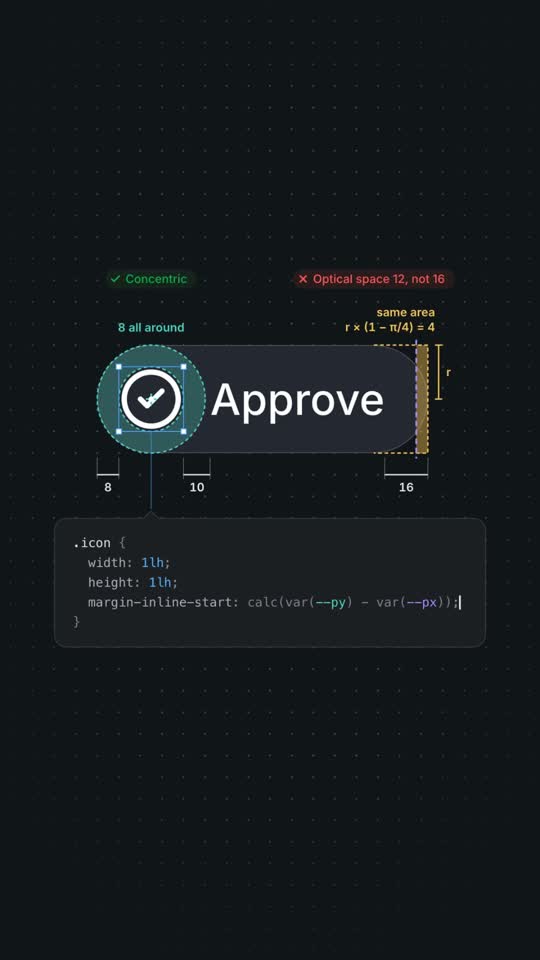 Concentric
Optical space 12, not 16
same area
8 all around
r × (1 − π/4) = 4
r
Approve
8
10
16
.icon {
  width: 1lh;
  height: 1lh;
  margin-inline-start: calc(var(--py) - var(--px));
}